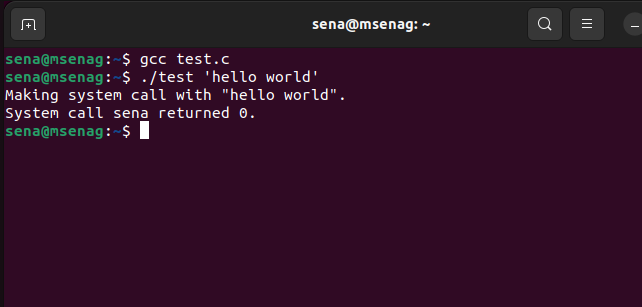 sena@msenag: ~
sena@msenag:~$ gcc test.c
sena@msenag:~$ ./test 'hello world'
Making system call with "hello world".
System call sena returned 0.
sena@msenag:~$